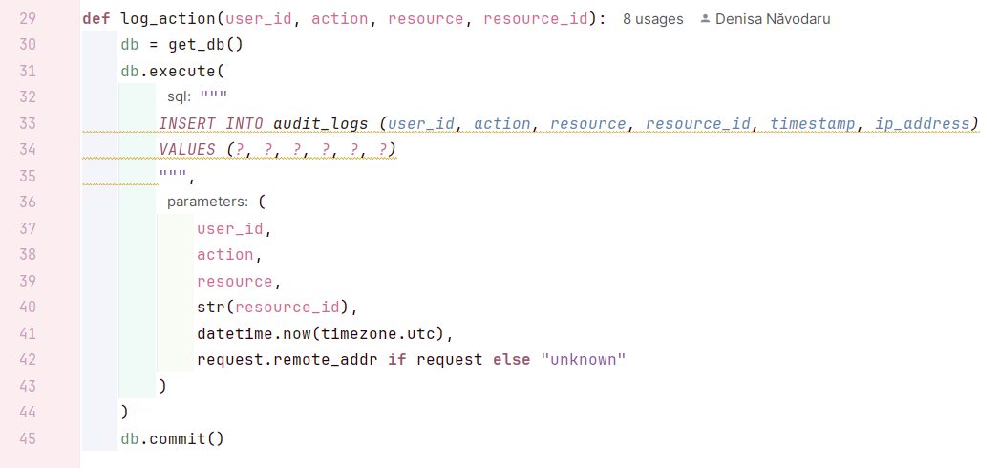 29 def log_action(user_id, action, resource, resource_id): 8 usages Denisa Năvodaru
30     db = get_db()
31     db.execute(
32         sql: """
33         INSERT INTO audit_logs (user_id, action, resource, resource_id, timestamp, ip_address)
34         VALUES (?, ?, ?, ?, ?, ?)
35         """,
36         parameters: (
37             user_id,
38             action,
39             resource,
40             str(resource_id),
41             datetime.now(timezone.utc),
42             request.remote_addr if request else "unknown"
43         )
44     )
45     db.commit()